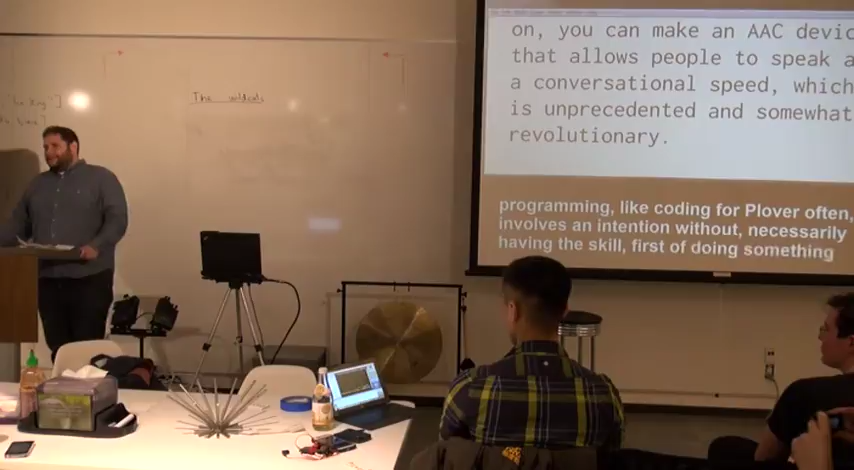 on, you can make an AAC devic
that allows people to speak a
a conversational speed, which
is unprecedented and somewhat
revolutionary.
programming, like coding for Plover often,
involves an intention without, necessarily
having the skill, first of doing something
The wildcats